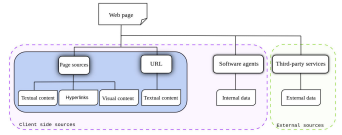 Web page
Page sources
URL
Software agents
Third-party services
Textual content
Hyperlinks
Visual content
Textual content
Internal data
External data
Client side sources
External sources